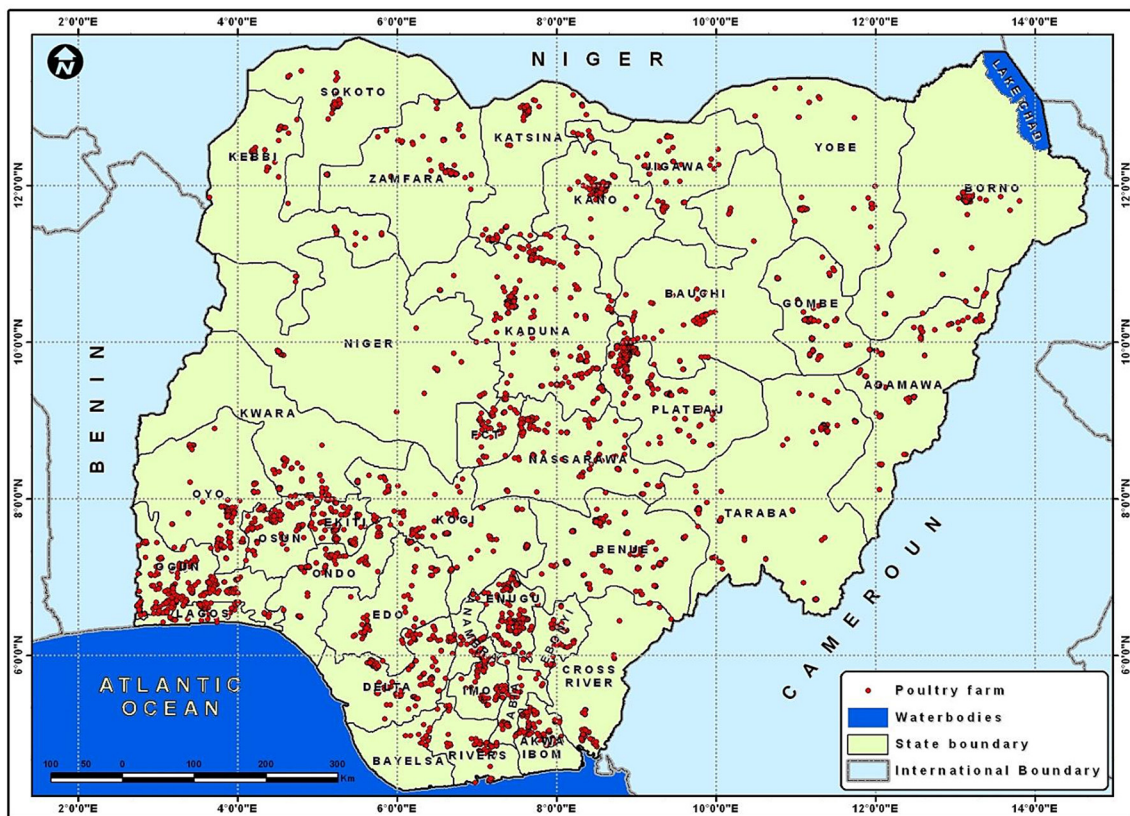 2°0'0"E 4°0'0"E 6°0'0"E 8°0'0"E 10°0'0"E 12°0'0"E 14°0'0"E
N
NIGER
LAKE CHAD
SOKOTO
KATSINA
YOBE
KEBBI
ZAMFARA
JIGAWA
12°0'0"N
12°0'0"N
KANO
BORNO
BAUCHI
GOMBE
KADUNA
NIGER
10°0'0"N
10°0'0"N
BENIN
ADAMAWA
PLATEAU
KWARA
FCT
NASSARAWA
8°0'0"N
8°0'0"N
OYO
KOGI
TARABA
EKITI
OSUN
BENUE
OGUN
ONDO
CAMEROUN
LAGOS
EDO
ENUGU
ANAMBRA
EBONYI
6°0'0"N
6°0'0"N
CROSS
RIVER
DELTA
IMO
ABIA
ATLANTIC
OCEAN
AKWA
IBOM
RIVERS
BAYELSA
Poultry farm
Waterbodies
State boundary
International Boundary
100 50 0 100 200 300
Km
2°0'0"E 4°0'0"E 6°0'0"E 8°0'0"E 10°0'0"E 12°0'0"E 14°0'0"E